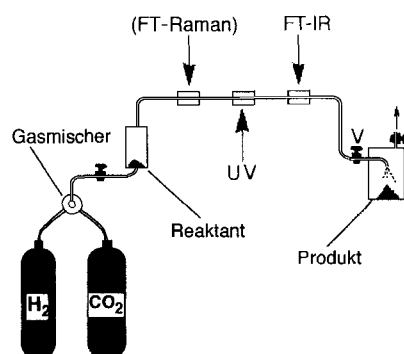 (FT-Raman)
FT-IR
Gasmischer
V
UV
Reaktant
Produkt
H2
CO2